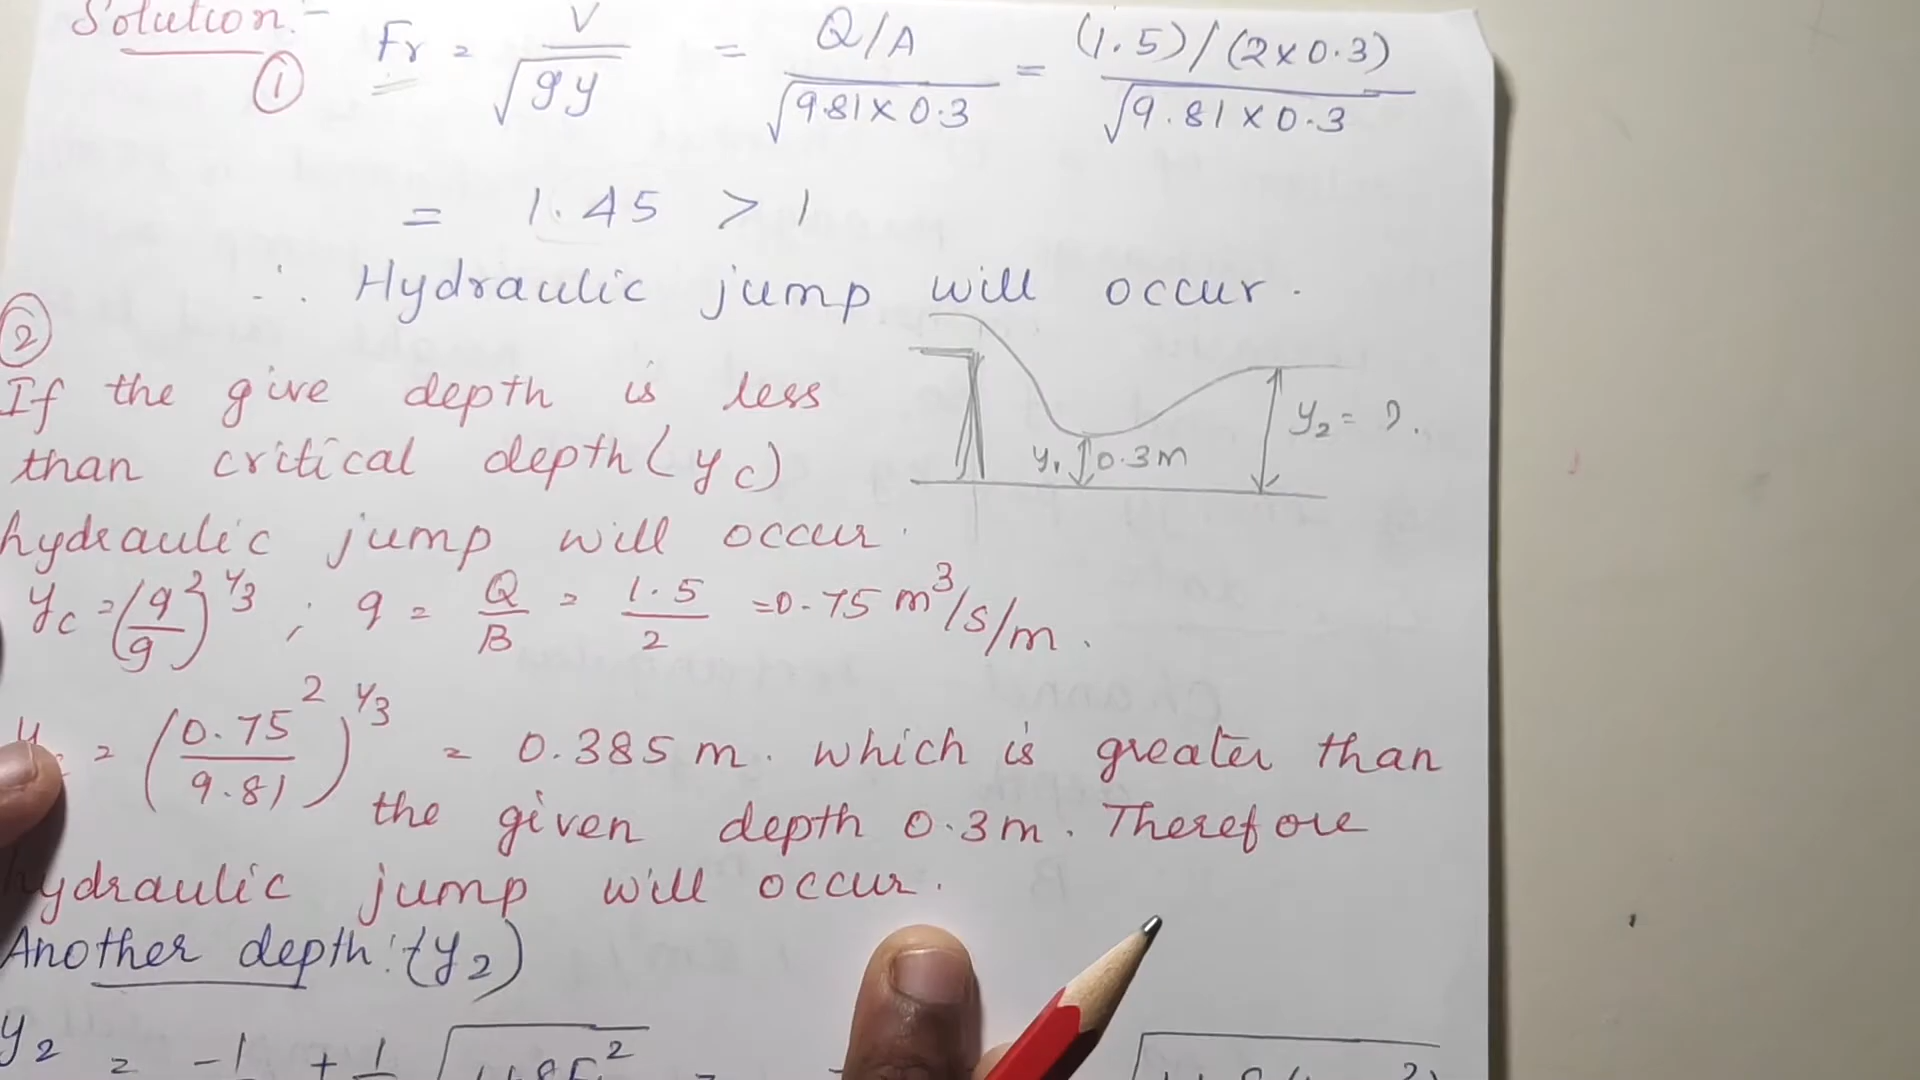 Solution:-
① Fr = V / √gy = Q/A / √9.81 × 0.3 = (1.5)/(2×0.3) / √9.81 × 0.3
= 1.45 > 1
∴ Hydraulic jump will occur.
②
If the give depth is less
than critical depth (yc)
hydraulic jump will occur.
y₁ 0.3m
y₂ = ?.
yc = (q²/g)^1/3 ; q = Q/B = 1.5/2 = 0.75 m³/s/m.
= (0.75²/9.81)^1/3 = 0.385 m. which is greater than
the given depth 0.3m. Therefore
hydraulic jump will occur.
Another depth:(y₂)
y₂ = -1 + 1 √